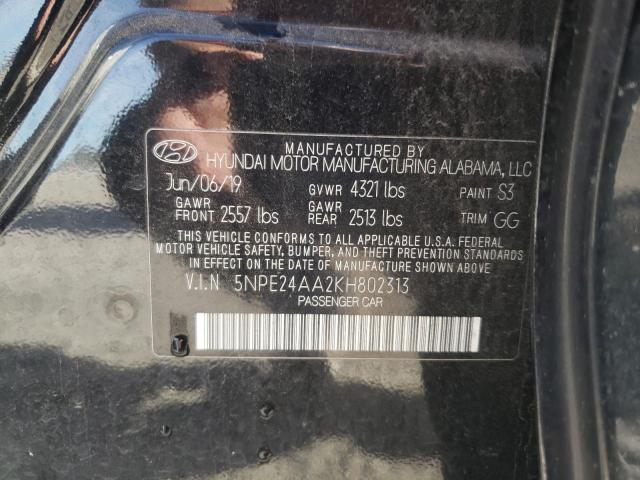 MANUFACTURED BY
HYUNDAI MOTOR MANUFACTURING ALABAMA, LLC
Jun/06/19 GVWR 4321 lbs PAINT S3
GAWR FRONT 2557 lbs GAWR REAR 2513 lbs TRIM GG
THIS VEHICLE CONFORMS TO ALL APPLICABLE U.S.A. FEDERAL
MOTOR VEHICLE SAFETY, BUMPER, AND THEFT PREVENTION STANDARDS
IN EFFECT ON THE DATE OF MANUFACTURE SHOWN ABOVE.
V.I.N 5NPE24AA2KH802313
PASSENGER CAR